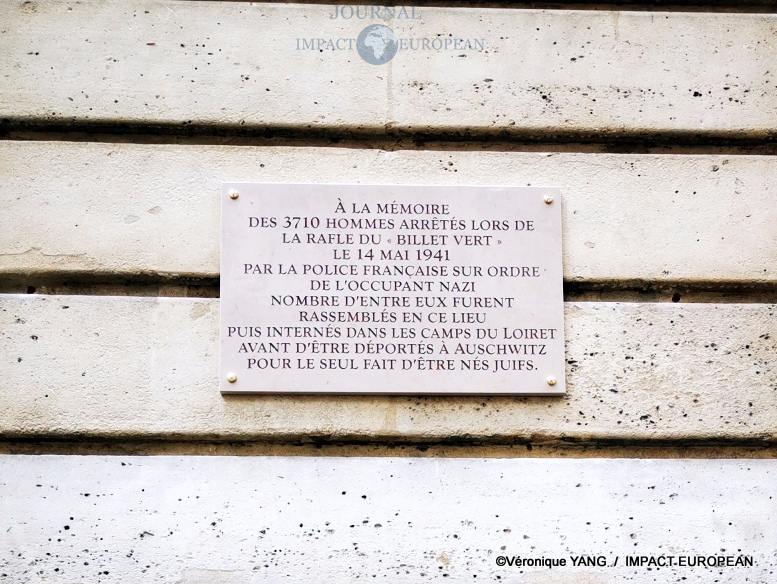 JOURNAL
IMPACT EUROPEAN
À LA MÉMOIRE
DES 3710 HOMMES ARRÊTÉS LORS DE
LA RAFLE DU « BILLET VERT »
LE 14 MAI 1941
PAR LA POLICE FRANÇAISE SUR ORDRE
DE L'OCCUPANT NAZI
NOMBRE D'ENTRE EUX FURENT
RASSEMBLÉS EN CE LIEU
PUIS INTERNÉS DANS LES CAMPS DU LOIRET
AVANT D'ÊTRE DÉPORTÉS À AUSCHWITZ
POUR LE SEUL FAIT D'ÊTRE NÉS JUIFS.
©Véronique YANG / IMPACT EUROPEAN